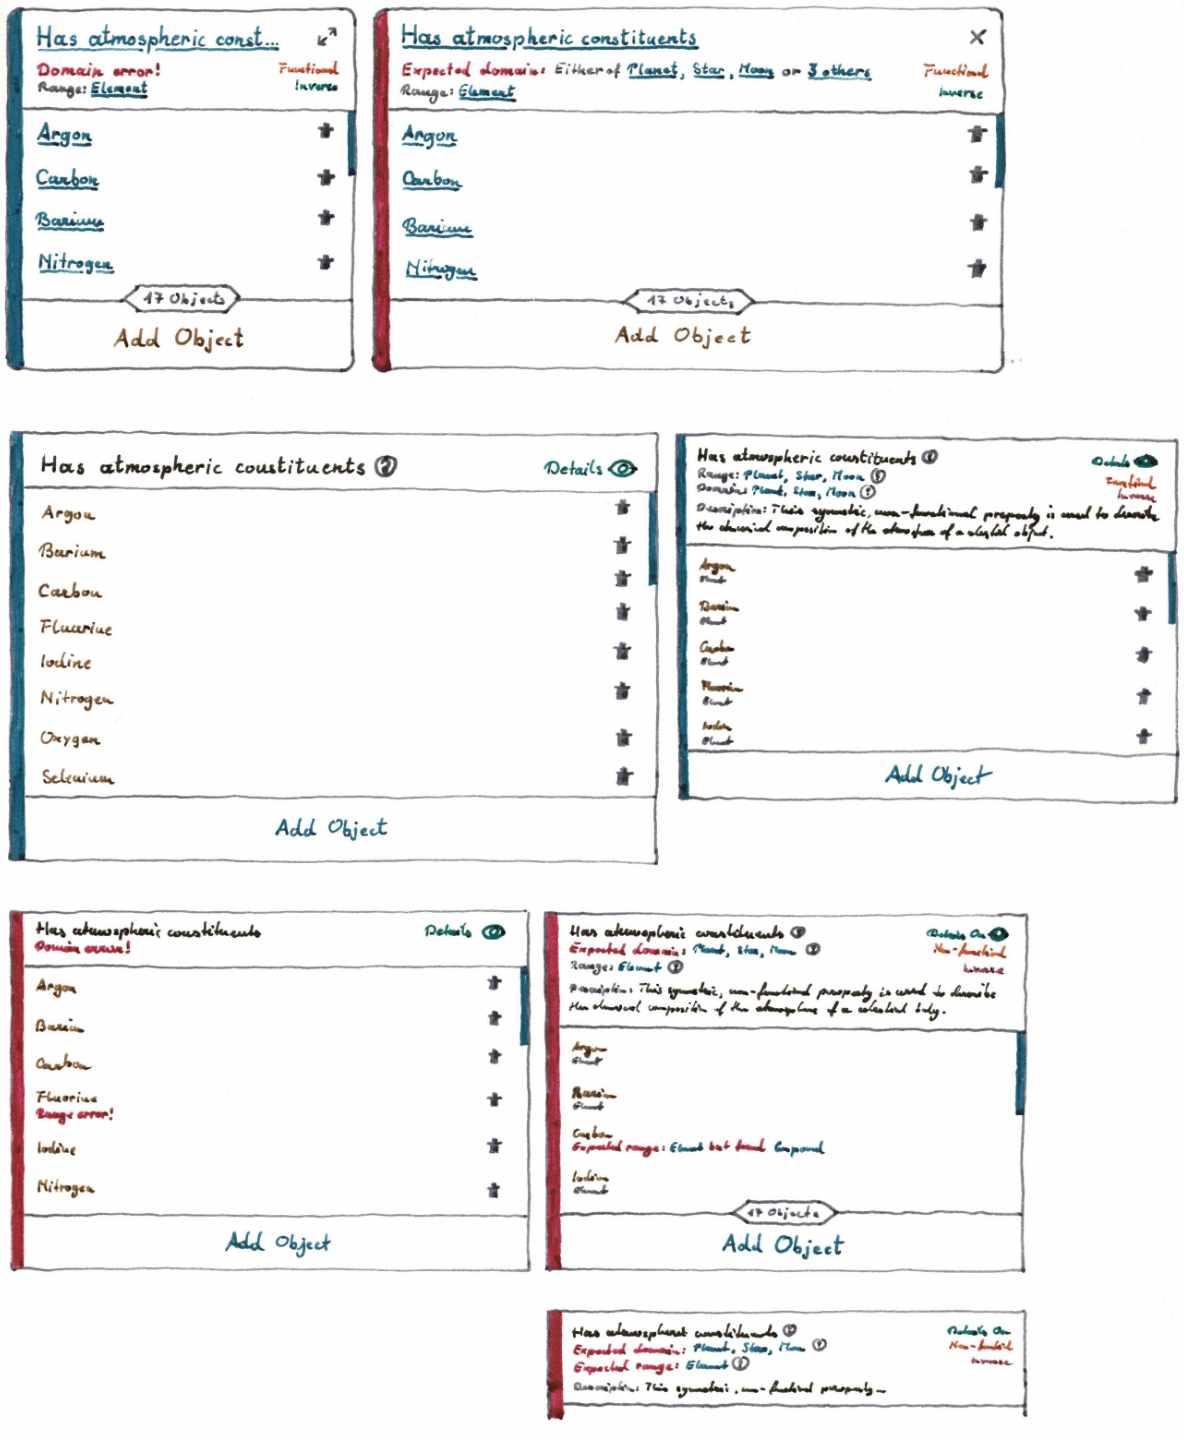 Has atmospheric const...
Domain error!
Functional
Range: Element
Inverse
Argon
Carbon
Barium
Nitrogen
17 Objects
Add Object
Has atmospheric constituents
Expected domain: Either of Planet, Star, Moon or 3 others
Functional
Range: Element
Inverse
Argon
Carbon
Barium
Nitrogen
17 Objects
Add Object
Has atmospheric constituents ?
Details
Argon
Barium
Carbon
Fluorine
Iodine
Nitrogen
Oxygen
Selenium
Add Object
Has atmospheric constituents
Details
Range: Planet, Star, Moon
Functional
Domain: Planet, Star, Moon
Inverse
Description: This symmetric, non-functional property is used to describe
the chemical composition of the atmosphere of a celestial object.
Argon
Element
Barium
Element
Carbon
Element
Fluorine
Element
Iodine
Element
Add Object
Has atmospheric constituents
Details
Domain error!
Argon
Barium
Carbon
Fluorine
Range error!
Iodine
Nitrogen
Add Object
Has atmospheric constituents ?
Details On
Expected domain: Planet, Star, Moon ?
Non-functional
Range: Element ?
Inverse
Description: This symmetric, non-functional property is used to describe
the chemical composition of the atmosphere of a celestial body.
Argon
Element
Barium
Element
Carbon
Expected range: Element but found Compound
Iodine
Element
17 Objects
Add Object
Has atmospheric constituents ?
Details On
Expected domain: Planet, Star, Moon ?
Non-functional
Expected range: Element ?
Inverse
Description: This symmetric, non-functional property...